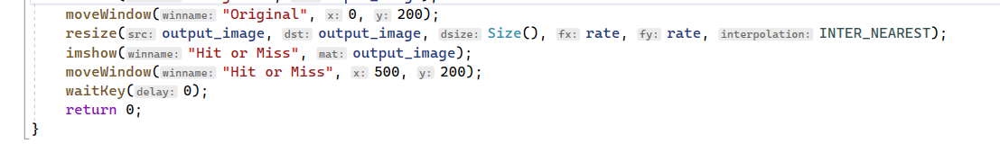 moveWindow(winname: "Original", x: 0, y: 200);
resize(src: output_image, dst: output_image, dsize: Size(), fx: rate, fy: rate, interpolation: INTER_NEAREST);
imshow(winname: "Hit or Miss", mat: output_image);
moveWindow(winname: "Hit or Miss", x: 500, y: 200);
waitKey(delay: 0);
return 0;
}